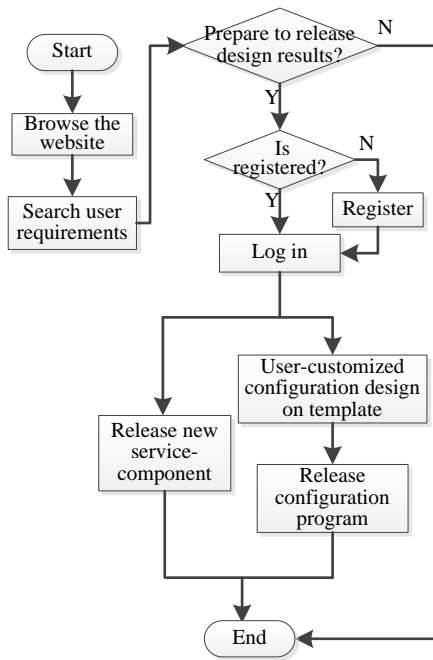 Start
Browse the
website
Search user
requirements
Prepare to release
design results?
N
Y
Is
registered?
N
Y
Register
Log in
User-customized
configuration design
on template
Release new
service-
component
Release
configuration
program
End